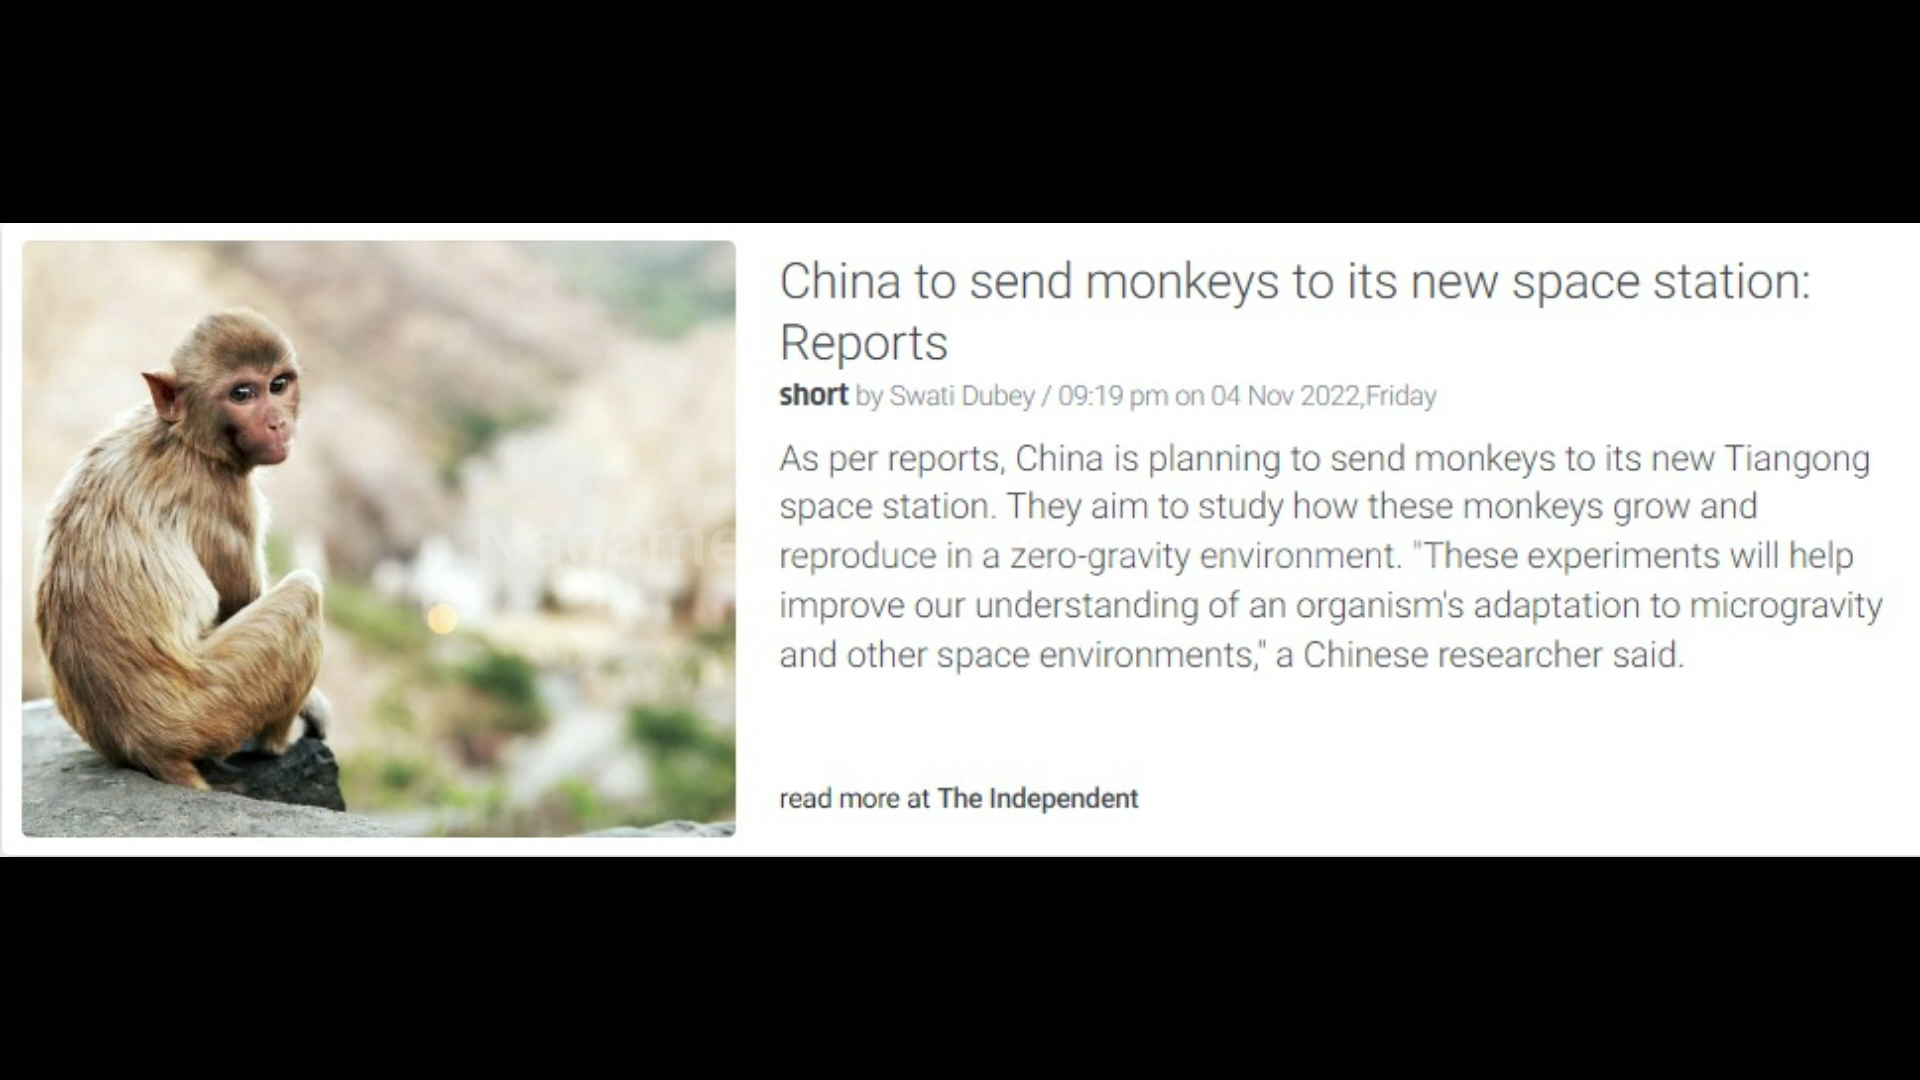 China to send monkeys to its new space station:
Reports
short by Swati Dubey / 09:19 pm on 04 Nov 2022,Friday
As per reports, China is planning to send monkeys to its new Tiangong
space station. They aim to study how these monkeys grow and
reproduce in a zero-gravity environment. "These experiments will help
improve our understanding of an organism's adaptation to microgravity
and other space environments," a Chinese researcher said.
read more at The Independent